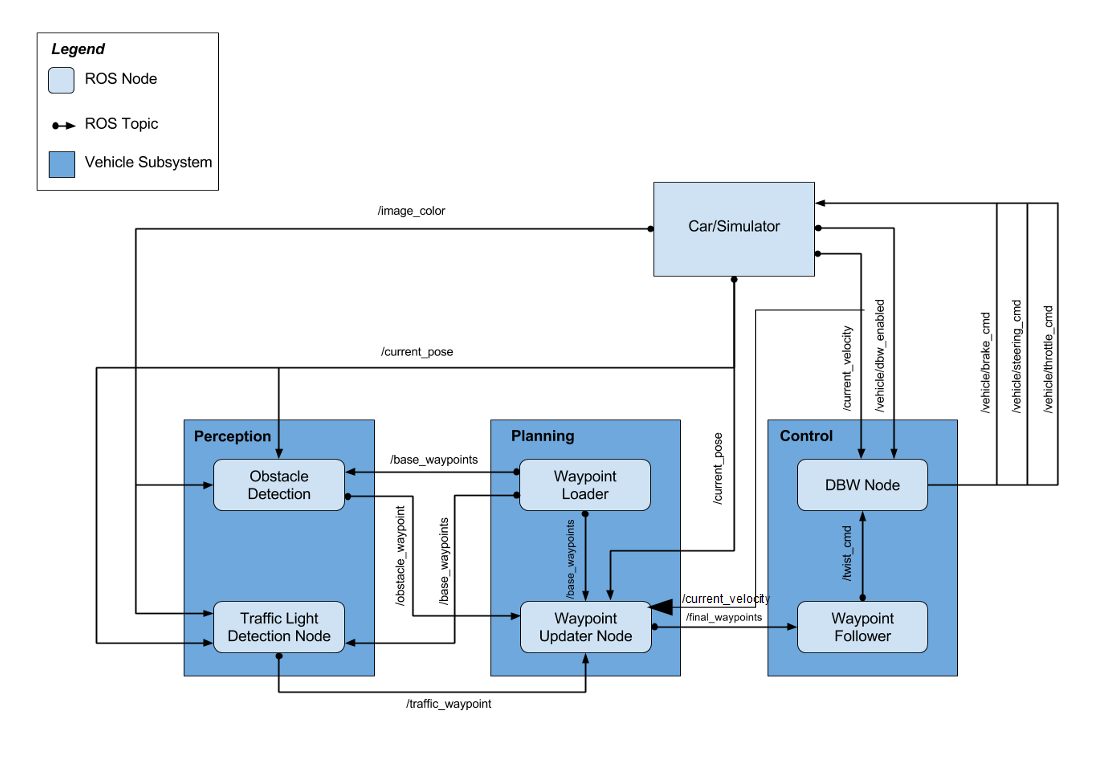 Legend
ROS Node
ROS Topic
Vehicle Subsystem
/image_color
Car/Simulator
/current_pose
/current_velocity
/vehicle/dbw_enabled
/vehicle/brake_cmd
/vehicle/steering_cmd
/vehicle/throttle_cmd
Perception
Planning
Control
Obstacle
Detection
/base_waypoints
Waypoint
Loader
/current_pose
DBW Node
/obstacle_waypoint
/base_waypoints
/base_waypoints
/twist_cmd
Traffic Light
Detection Node
Waypoint
Updater Node
/current_velocity
/final_waypoints
Waypoint
Follower
/traffic_waypoint